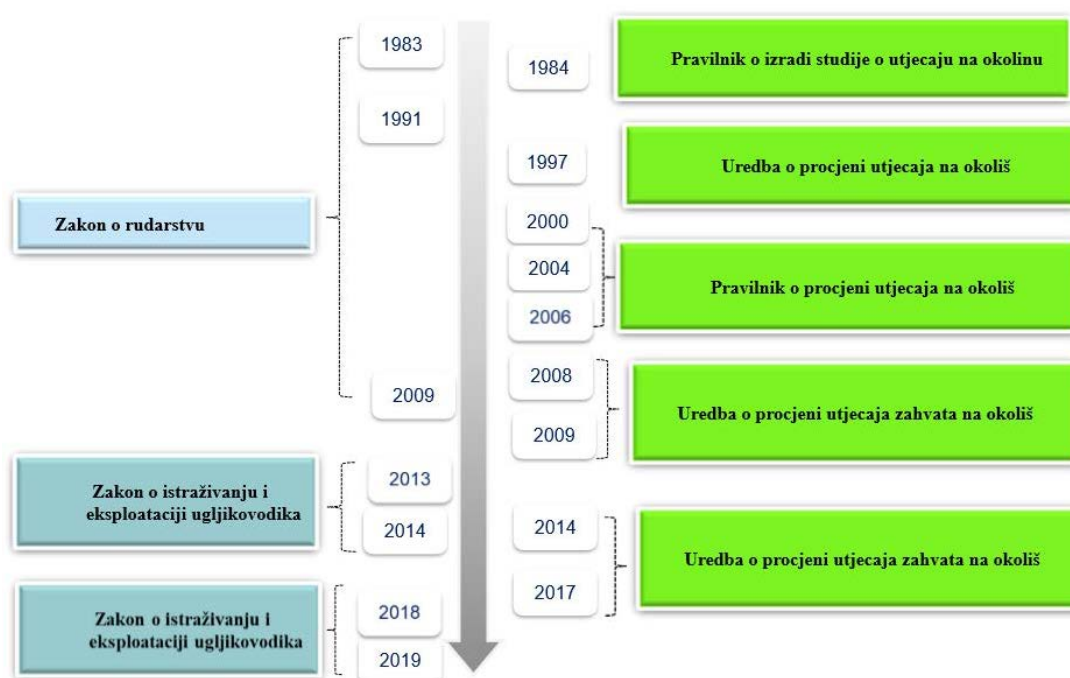 1983
1984
Pravilnik o izradi studije o utjecaju na okolinu
1991
1997
Uredba o procjeni utjecaja na okoliš
Zakon o rudarstvu
2000
2004
2006
Pravilnik o procjeni utjecaja na okoliš
2008
2009
2009
Uredba o procjeni utjecaja zahvata na okoliš
Zakon o istraživanju i
eksploataciji ugljikovodika
2013
2014
2014
2017
Uredba o procjeni utjecaja zahvata na okoliš
Zakon o istraživanju i
eksploataciji ugljikovodika
2018
2019